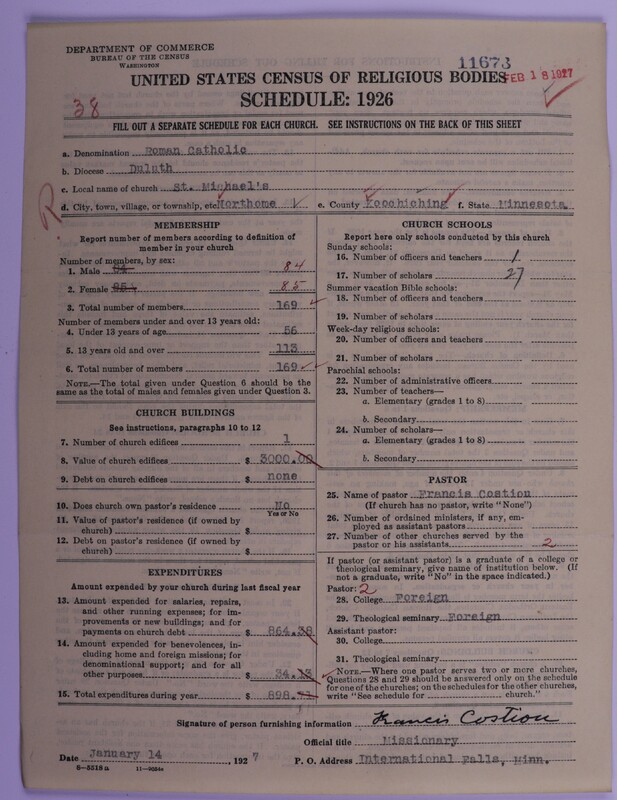 DEPARTMENT OF COMMERCE
BUREAU OF THE CENSUS
WASHINGTON
11673
FEB 18 1927
UNITED STATES CENSUS OF RELIGIOUS BODIES
SCHEDULE: 1926
38
FILL OUT A SEPARATE SCHEDULE FOR EACH CHURCH. SEE INSTRUCTIONS ON THE BACK OF THIS SHEET
a. Denomination Roman Catholic
b. Diocese Duluth
c. Local name of church St. Michael's
d. City, town, village, or township, etc. Northome e. County Koochiching f. State Minnesota.
R
MEMBERSHIP
Report number of members according to definition of
member in your church
Number of members, by sex:
1. Male 84 84
2. Female 85 85
3. Total number of members 169
Number of members under and over 13 years old:
4. Under 13 years of age 56
5. 13 years old and over 113
6. Total number of members 169
NOTE.—The total given under Question 6 should be the
same as the total of males and females given under Question 3.
CHURCH BUILDINGS
See instructions, paragraphs 10 to 12
7. Number of church edifices 1
8. Value of church edifices $ 3000.00
9. Debt on church edifices $ none
10. Does church own pastor's residence? No
Yes or No
11. Value of pastor's residence (if owned by
church) $
12. Debt on pastor's residence (if owned by
church) $
EXPENDITURES
Amount expended by your church during last fiscal year
13. Amount expended for salaries, repairs,
and other running expenses; for im-
provements or new buildings; and for
payments on church debt $ 864.38
14. Amount expended for benevolences, in-
cluding home and foreign missions; for
denominational support; and for all
other purposes $ 34.
15. Total expenditures during year $ 898.
CHURCH SCHOOLS
Report here only schools conducted by this church
Sunday schools:
16. Number of officers and teachers 1
17. Number of scholars 27
Summer vacation Bible schools:
18. Number of officers and teachers
19. Number of scholars
Week-day religious schools:
20. Number of officers and teachers
21. Number of scholars
Parochial schools:
22. Number of administrative officers
23. Number of teachers—
a. Elementary (grades 1 to 8)
b. Secondary
24. Number of scholars—
a. Elementary (grades 1 to 8)
b. Secondary
PASTOR
25. Name of pastor Francis Costiou
(If church has no pastor, write "None")
26. Number of ordained ministers, if any, em-
ployed as assistant pastors
27. Number of other churches served by the
pastor or his assistants 2
If pastor (or assistant pastor) is a graduate of a college or
theological seminary, give name of institution below. (If
not a graduate, write "No" in the space indicated.)
Pastor: 2
28. College Foreign
29. Theological seminary Foreign
Assistant pastor:
30. College
31. Theological seminary
NOTE.—Where one pastor serves two or more churches,
Questions 28 and 29 should be answered only on the schedule
for one of the churches; on the schedules for the other churches,
write "See schedule for church."
Signature of person furnishing information Francis Costiou
Official title Missionary
Date January 14, 1927 P. O. Address International Falls, Minn.
8—3318a 11—9024a